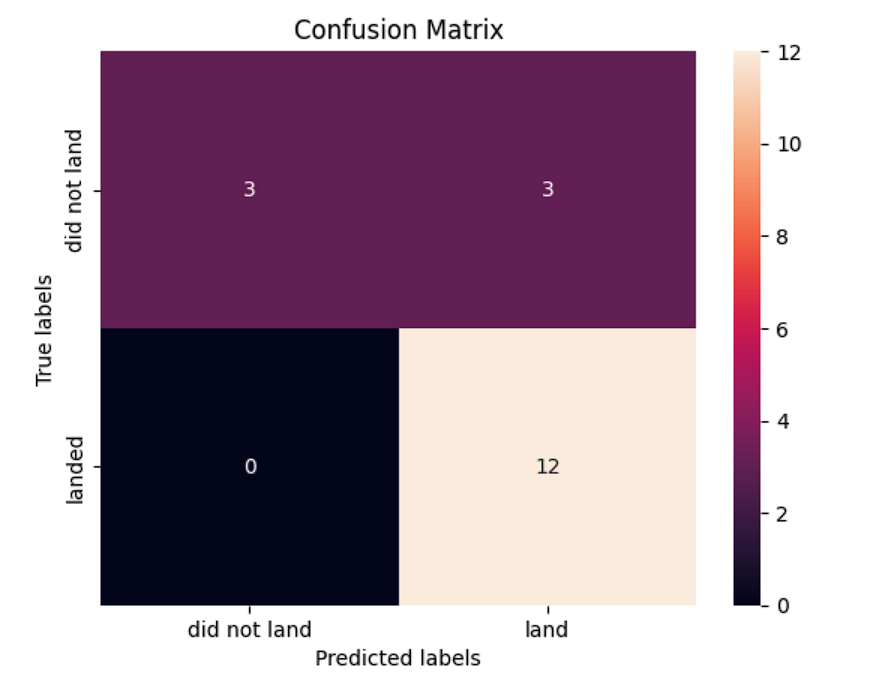 Confusion Matrix
did not land
landed
True labels
3
3
0
12
did not land
land
Predicted labels
12
10
8
6
4
2
0